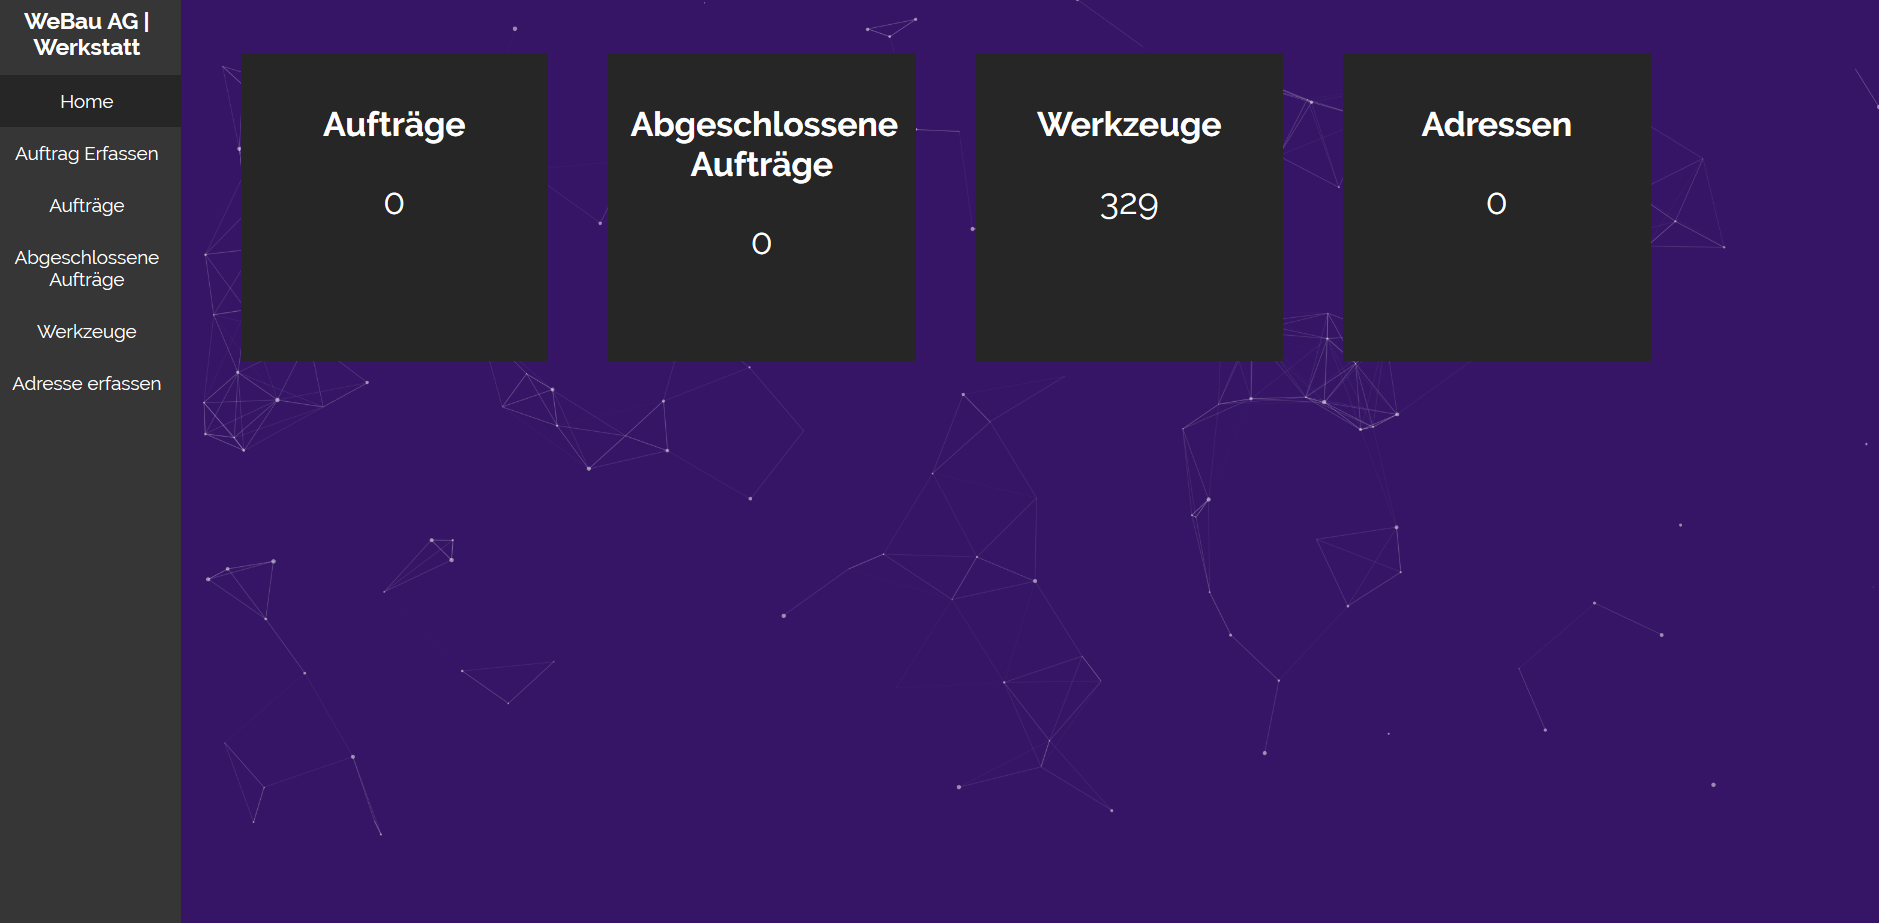 WeBau AG |
Werkstatt
Home
Auftrag Erfassen
Aufträge
Abgeschlossene
Aufträge
Werkzeuge
Adresse erfassen
Aufträge
0
Abgeschlossene
Aufträge
0
Werkzeuge
329
Adressen
0